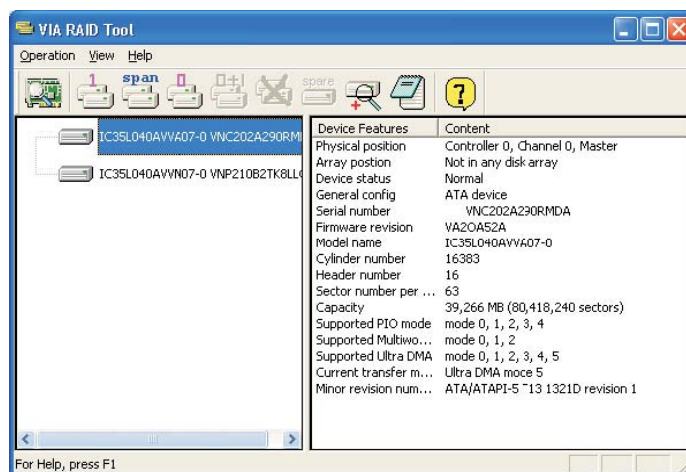 VIA RAID Tool
Operation View Help
1 span 0 0+1 spare ?
IC35L040AVVA07-0 VNC202A290RMD
IC35L040AVVN07-0 VNP210B2TK8LL
Device Features Content
Physical position Controller 0, Channel 0, Master
Array postion Not in any disk array
Device status Normal
General config ATA device
Serial number VNC202A290RMDA
Firmware revision VA2OA52A
Model name IC35L040AVVA07-0
Cylinder number 16383
Header number 16
Sector number per ... 63
Capacity 39,266 MB (80,418,240 sectors)
Supported PIO mode mode 0, 1, 2, 3, 4
Supported Multiwo... mode 0, 1, 2
Supported Ultra DMA mode 0, 1, 2, 3, 4, 5
Current transfer m... Ultra DMA moce 5
Minor revision num... ATA/ATAPI-5 T13 1321D revision 1
For Help, press F1